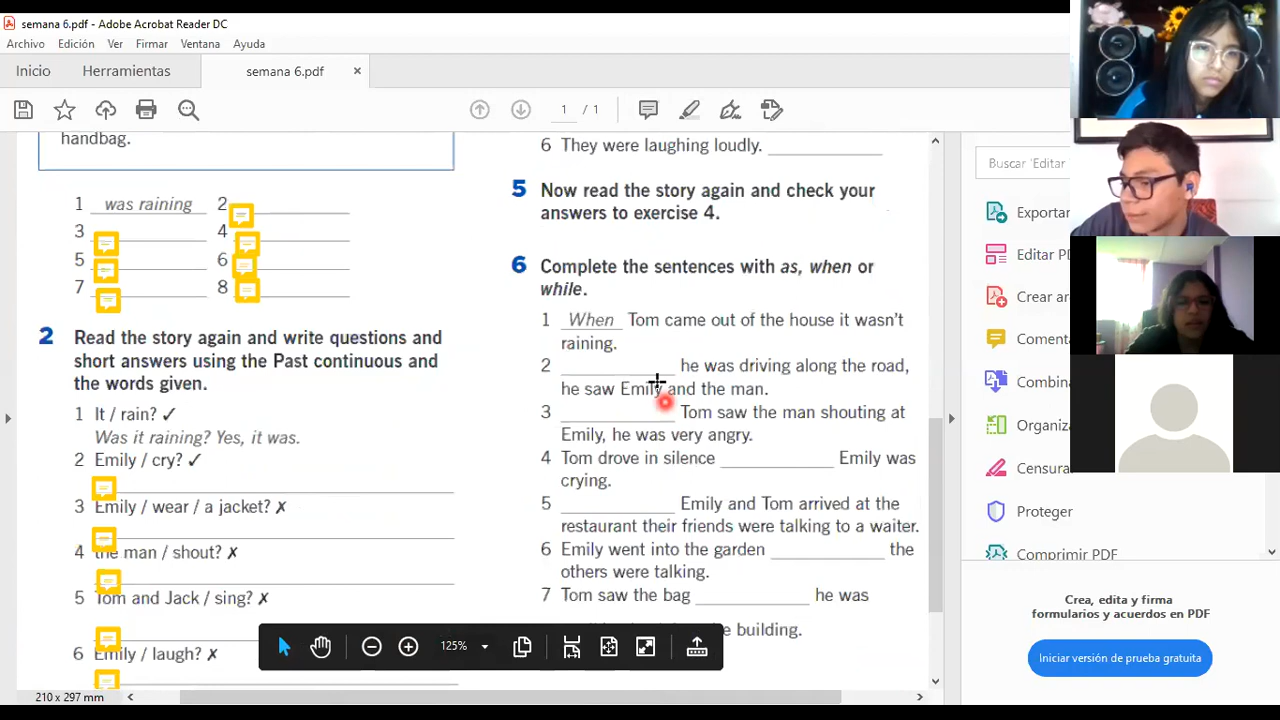 semana 6.pdf - Adobe Acrobat Reader DC
Archivo Edición Ver Firmar Ventana Ayuda
Inicio Herramientas semana 6.pdf ×
1 / 1
handbag.
1 was raining 2
3 4
5 6
7 8
2 Read the story again and write questions and
short answers using the Past continuous and
the words given.
1 It / rain? ✓
Was it raining? Yes, it was.
2 Emily / cry? ✓
3 Emily / wear / a jacket? ✗
4 the man / shout? ✗
5 Tom and Jack / sing? ✗
6 Emily / laugh? ✗
6 They were laughing loudly.
5 Now read the story again and check your
answers to exercise 4.
6 Complete the sentences with as, when or
while.
1 When Tom came out of the house it wasn't
raining.
2 he was driving along the road,
he saw Emily and the man.
3 Tom saw the man shouting at
Emily, he was very angry.
4 Tom drove in silence Emily was
crying.
5 Emily and Tom arrived at the
restaurant their friends were talking to a waiter.
6 Emily went into the garden the
others were talking.
7 Tom saw the bag he was
building.
125%
210 x 297 mm
Buscar 'Editar
Exportar
Editar PD
Crear ar
Coment
Combin
Organiz
Censura
Proteger
Comprimir PDF
Crea, edita y firma
formularios y acuerdos en PDF
Iniciar versión de prueba gratuita